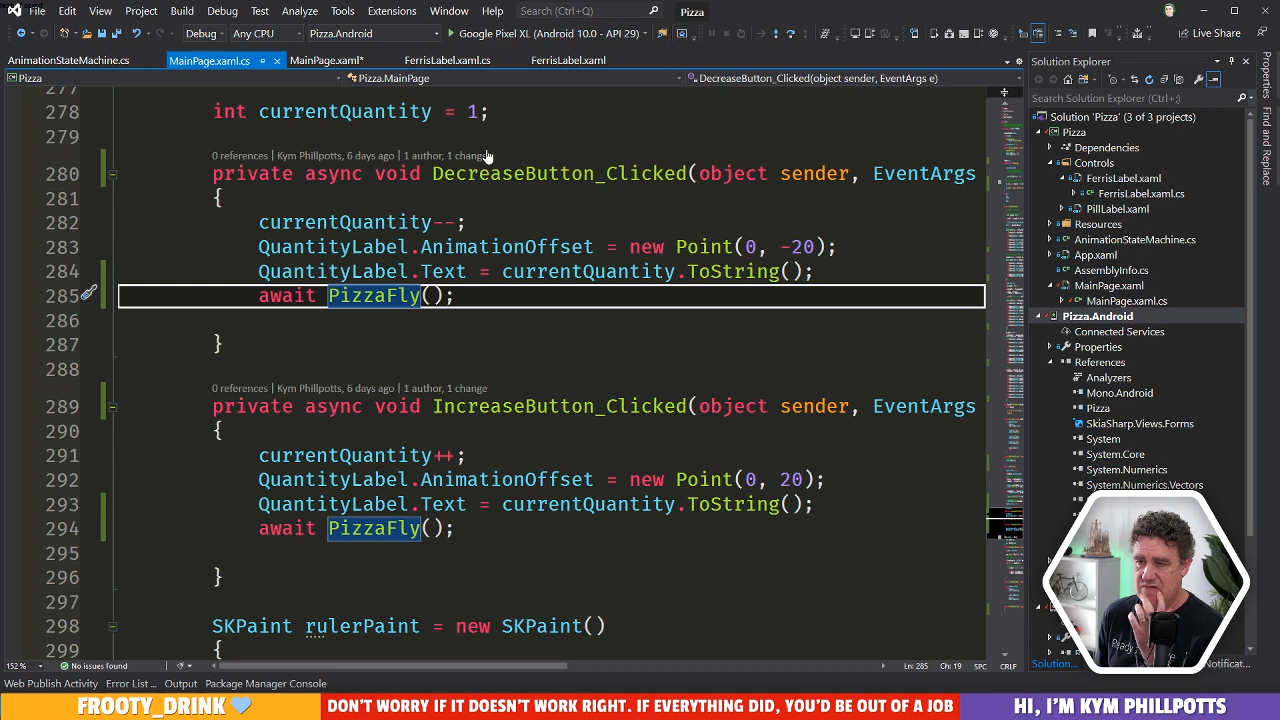 File Edit View Git Project Build Debug Test Analyze Tools Extensions Window Help Search (Ctrl+Q) Pizza
Debug Any CPU Pizza.Android Google Pixel XL (Android 10.0 - API 29) Live Share
AnimationStateMachine.cs MainPage.xaml.cs MainPage.xaml* FerrisLabel.xaml.cs FerrisLabel.xaml
Pizza Pizza.MainPage DecreaseButton_Clicked(object sender, EventArgs e)
277
278 int currentQuantity = 1;
279
0 references | Kym Phillpotts, 6 days ago | 1 author, 1 change
280 private async void DecreaseButton_Clicked(object sender, EventArgs
281 {
282 currentQuantity--;
283 QuantityLabel.AnimationOffset = new Point(0, -20);
284 QuantityLabel.Text = currentQuantity.ToString();
285 await PizzaFly();
286
287 }
288
0 references | Kym Phillpotts, 6 days ago | 1 author, 1 change
289 private async void IncreaseButton_Clicked(object sender, EventArgs
290 {
291 currentQuantity++;
292 QuantityLabel.AnimationOffset = new Point(0, 20);
293 QuantityLabel.Text = currentQuantity.ToString();
294 await PizzaFly();
295
296 }
297
298 SKPaint rulerPaint = new SKPaint()
299 {
152 % No issues found Ln: 285 Ch: 19 SPC CRLF
Web Publish Activity Error List ... Output Package Manager Console
Solution Explorer
Search Solution Explorer (Ctrl+;)
Solution 'Pizza' (3 of 3 projects)
Pizza
Dependencies
Controls
FerrisLabel.xaml
FerrisLabel.xaml.cs
PillLabel.xaml
Resources
AnimationStateMachine.cs
App.xaml
AssemblyInfo.cs
MainPage.xaml
MainPage.xaml.cs
Pizza.Android
Connected Services
Properties
References
Analyzers
Mono.Android
Pizza
SkiaSharp.Views.Forms
System
System.Core
System.Numerics
System.Numerics.Vectors
Solution... Notificat...
Properties
Find and Replace
FROOTY_DRINK
DON'T WORRY IF IT DOESN'T WORK RIGHT. IF EVERYTHING DID, YOU'D BE OUT OF A JOB
HI, I'M KYM PHILLPOTTS